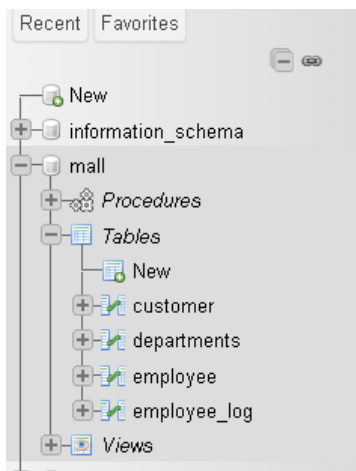 Recent Favorites
New
information_schema
mall
Procedures
Tables
New
customer
departments
employee
employee_log
Views